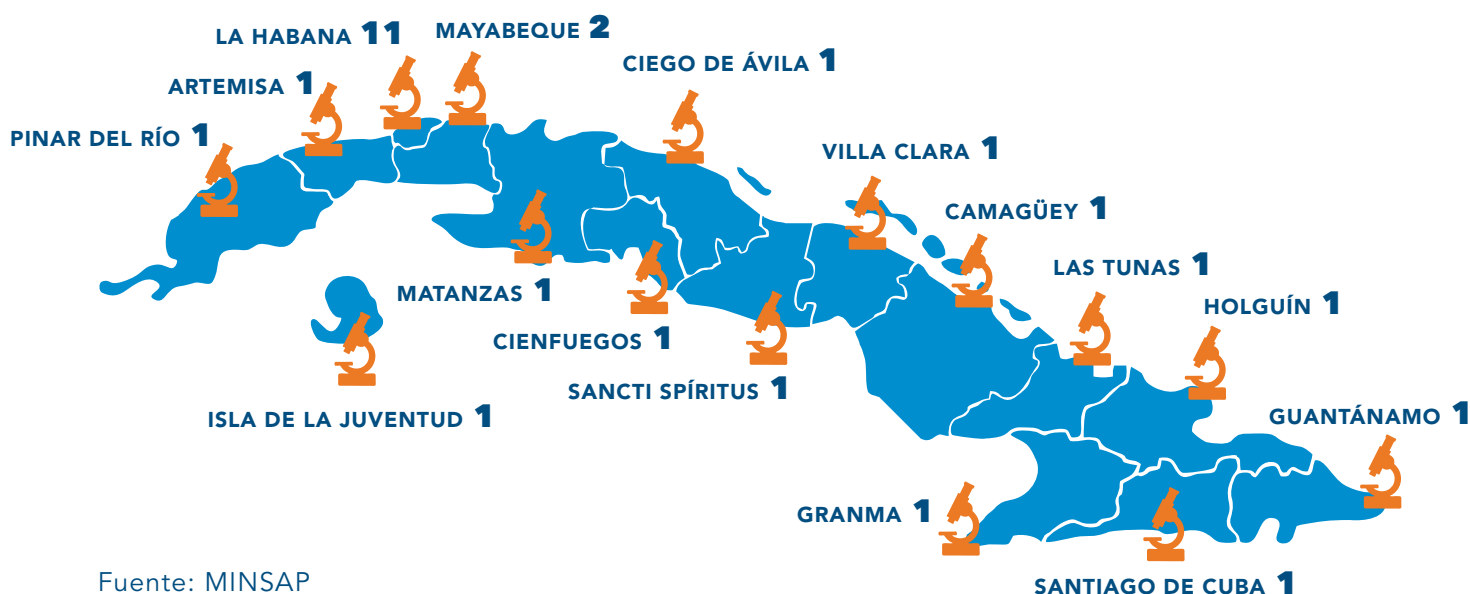 LA HABANA 11
MAYABEQUE 2
CIEGO DE ÁVILA 1
ARTEMISA 1
PINAR DEL RÍO 1
VILLA CLARA 1
CAMAGÜEY 1
LAS TUNAS 1
MATANZAS 1
HOLGUÍN 1
CIENFUEGOS 1
SANCTI SPÍRITUS 1
ISLA DE LA JUVENTUD 1
GUANTÁNAMO 1
GRANMA 1
Fuente: MINSAP
SANTIAGO DE CUBA 1